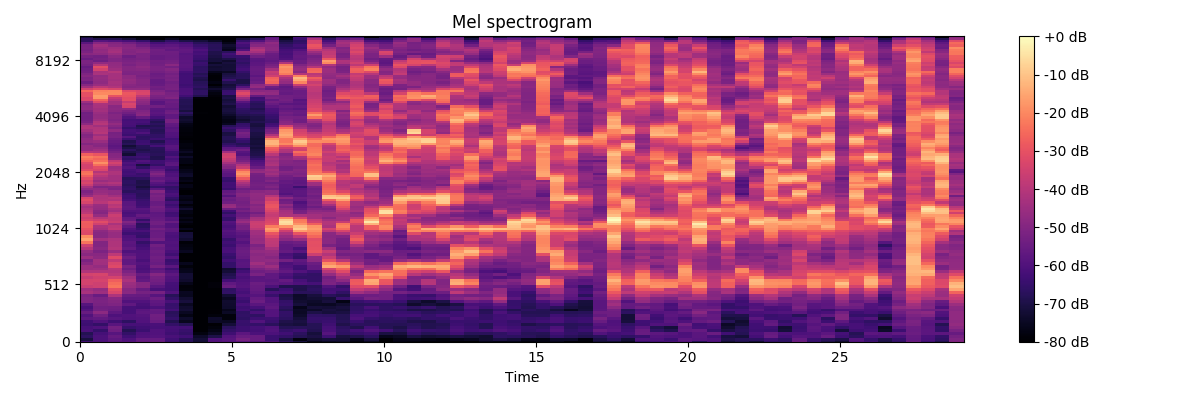 Mel spectrogram
Hz
8192
4096
2048
1024
512
0
0 5 10 15 20 25
Time
+0 dB
-10 dB
-20 dB
-30 dB
-40 dB
-50 dB
-60 dB
-70 dB
-80 dB